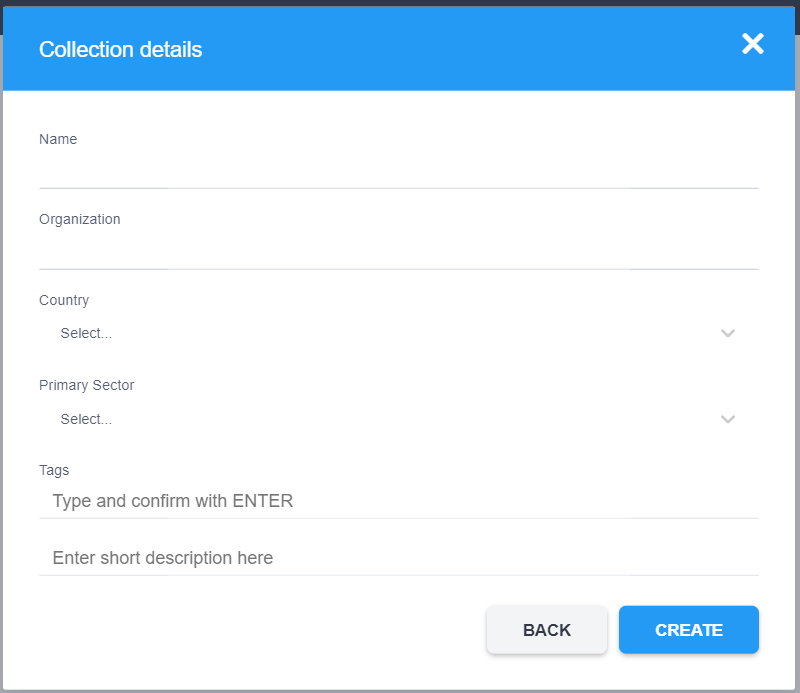 Collection details
Name
Organization
Country
Select...
Primary Sector
Select...
Tags
Type and confirm with ENTER
Enter short description here
BACK
CREATE